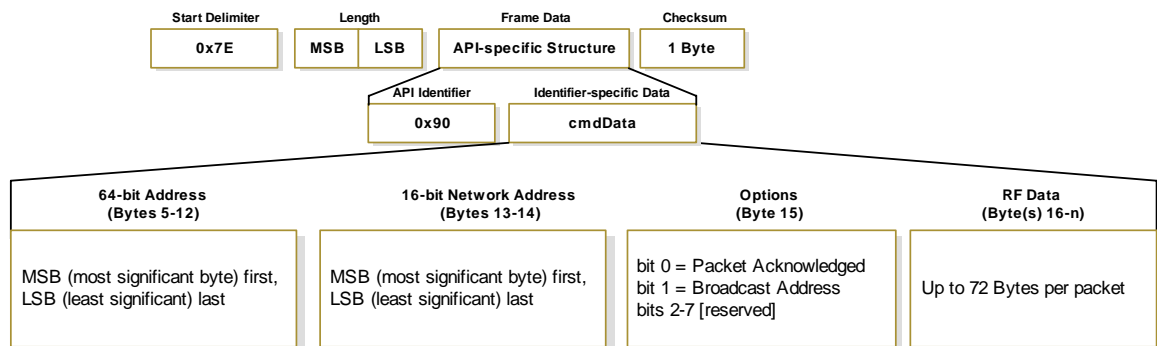 Start Delimiter
Length
Frame Data
Checksum
0x7E
MSB
LSB
API-specific Structure
1 Byte
API Identifier
Identifier-specific Data
0x90
cmdData
64-bit Address
(Bytes 5-12)
16-bit Network Address
(Bytes 13-14)
Options
(Byte 15)
RF Data
(Byte(s) 16-n)
MSB (most significant byte) first,
LSB (least significant) last
MSB (most significant byte) first,
LSB (least significant) last
bit 0 = Packet Acknowledged
bit 1 = Broadcast Address
bits 2-7 [reserved]
Up to 72 Bytes per packet